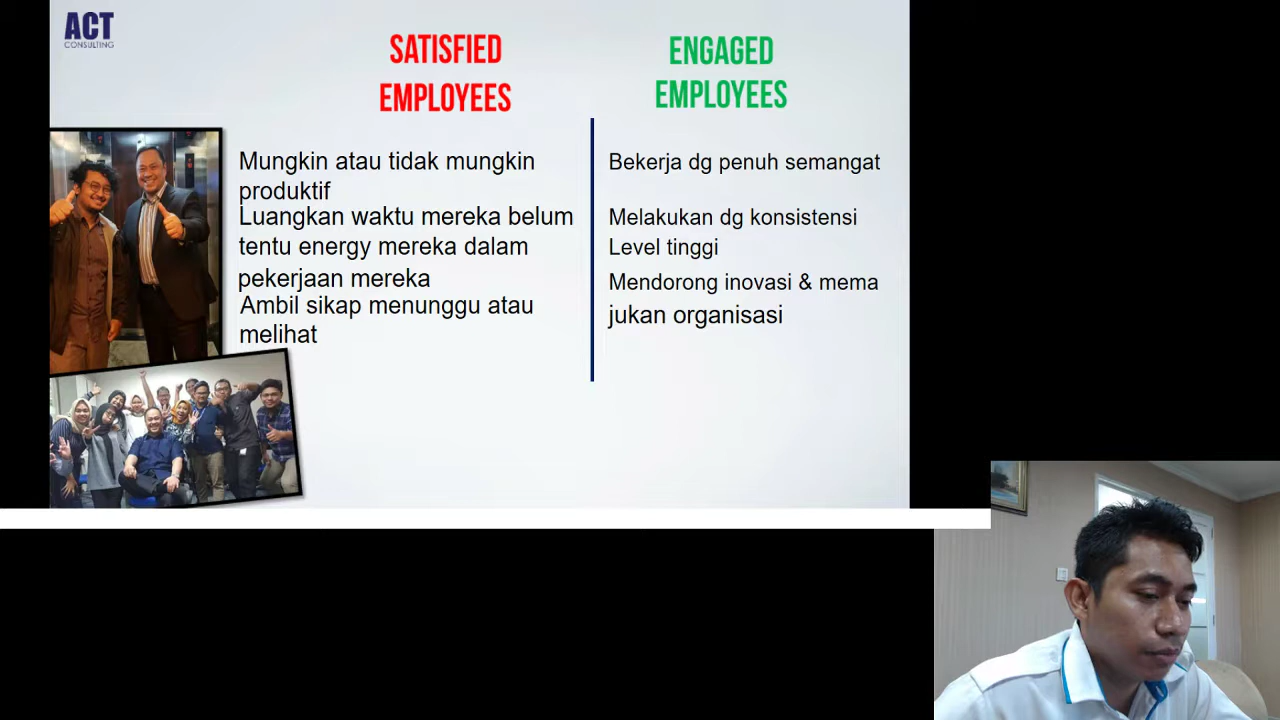 ACT
CONSULTING
SATISFIED
EMPLOYEES
Mungkin atau tidak mungkin
produktif
Luangkan waktu mereka belum
tentu energy mereka dalam
pekerjaan mereka
Ambil sikap menunggu atau
melihat
ENGAGED
EMPLOYEES
Bekerja dg penuh semangat
Melakukan dg konsistensi
Level tinggi
Mendorong inovasi & mema
jukan organisasi